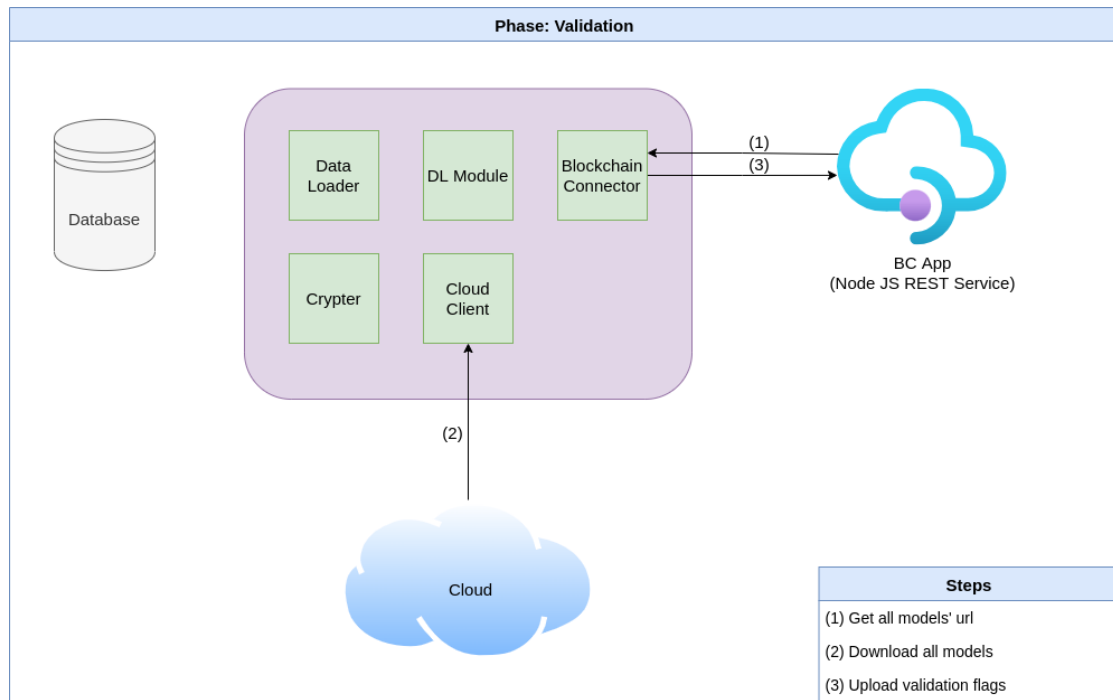 Phase: Validation
Database
Data
Loader
DL Module
Blockchain
Connector
(1)
(3)
Crypter
Cloud
Client
BC App
(Node JS REST Service)
(2)
Cloud
Steps
(1) Get all models' url
(2) Download all models
(3) Upload validation flags